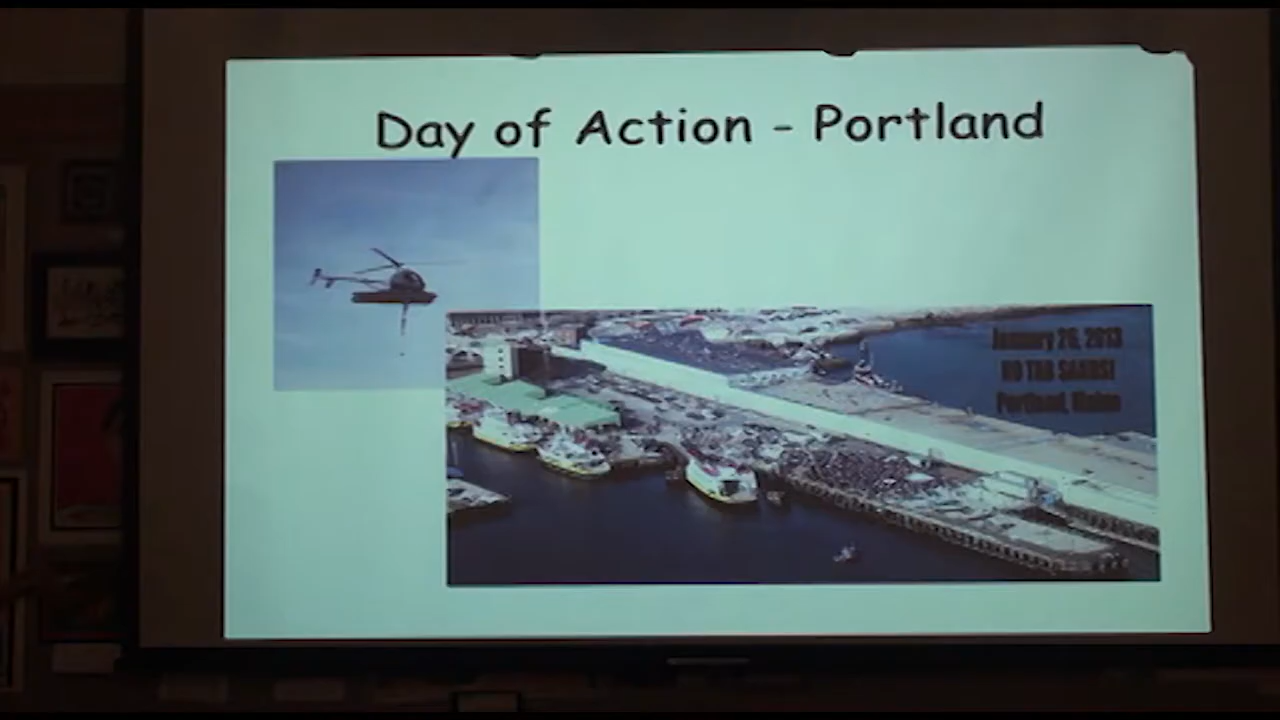 Day of Action - Portland
January 26, 2013
NO TAR SANDS!
Portland, Maine